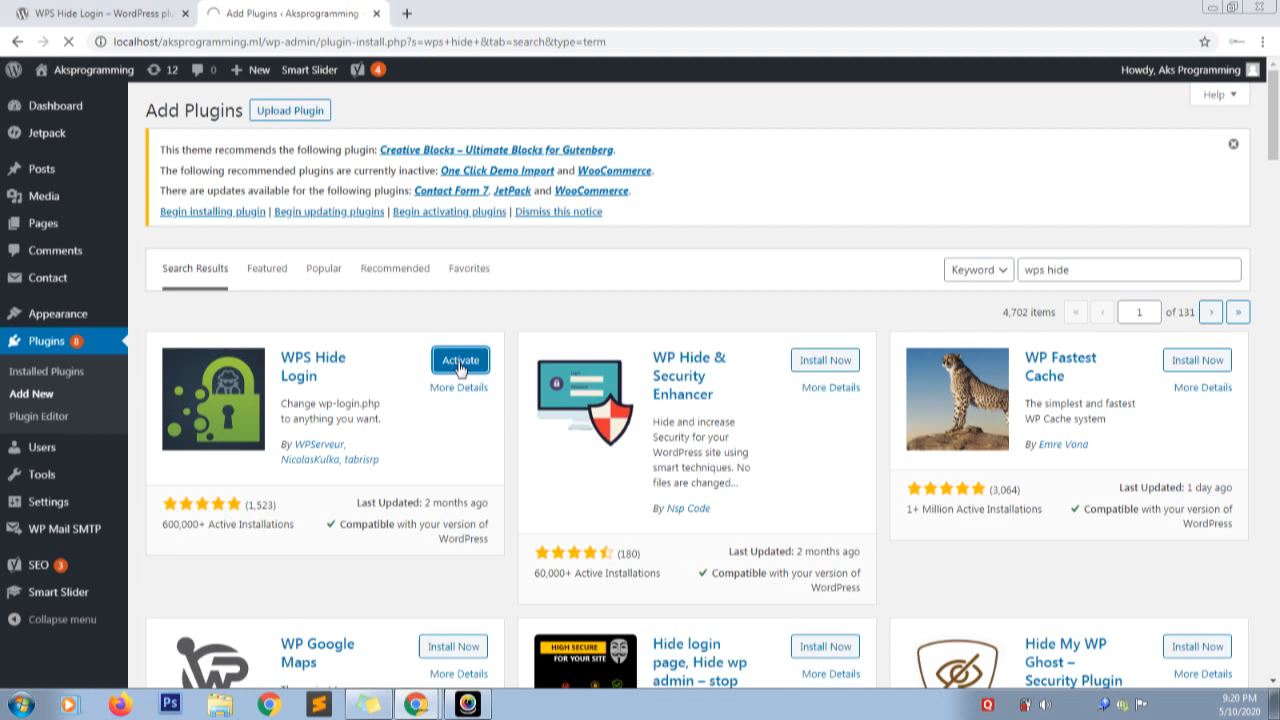 WPS Hide Login – WordPress plu
Add Plugins ‹ Aksprogramming
localhost/aksprogramming.ml/wp-admin/plugin-install.php?s=wps+hide+&tab=search&type=term
Aksprogramming 12 0 New Smart Slider 4 Howdy, Aks Programming
Help
Dashboard
Jetpack
Posts
Media
Pages
Comments
Contact
Appearance
Plugins 8
Installed Plugins
Add New
Plugin Editor
Users
Tools
Settings
WP Mail SMTP
SEO 3
Smart Slider
Collapse menu
Add Plugins Upload Plugin
This theme recommends the following plugin: Creative Blocks – Ultimate Blocks for Gutenberg.
The following recommended plugins are currently inactive: One Click Demo Import and WooCommerce.
There are updates available for the following plugins: Contact Form 7, JetPack and WooCommerce.
Begin installing plugin | Begin updating plugins | Begin activating plugins | Dismiss this notice
Search Results Featured Popular Recommended Favorites Keyword wps hide
4,702 items « ‹ 1 of 131 › »
WPS Hide
Login
Activate
More Details
Change wp-login.php
to anything you want.
By WPServeur,
NicolasKulka, tabrisrp
(1,523)
600,000+ Active Installations
Last Updated: 2 months ago
Compatible with your version of
WordPress
WP Hide &
Security
Enhancer
Install Now
More Details
Hide and increase
Security for your
WordPress site using
smart techniques. No
files are changed...
By Nsp Code
(180)
60,000+ Active Installations
Last Updated: 2 months ago
Compatible with your version of
WordPress
WP Fastest
Cache
Install Now
More Details
The simplest and fastest
WP Cache system
By Emre Vona
(3,064)
1+ Million Active Installations
Last Updated: 1 day ago
Compatible with your version of
WordPress
WP Google
Maps
Install Now
More Details
HIGH SECURE
FOR YOUR SITE
Hide login
page, Hide wp
admin – stop
Install Now
More Details
Hide My WP
Ghost –
Security Plugin
Install Now
More Details
Ps
9:20 PM
5/10/2020